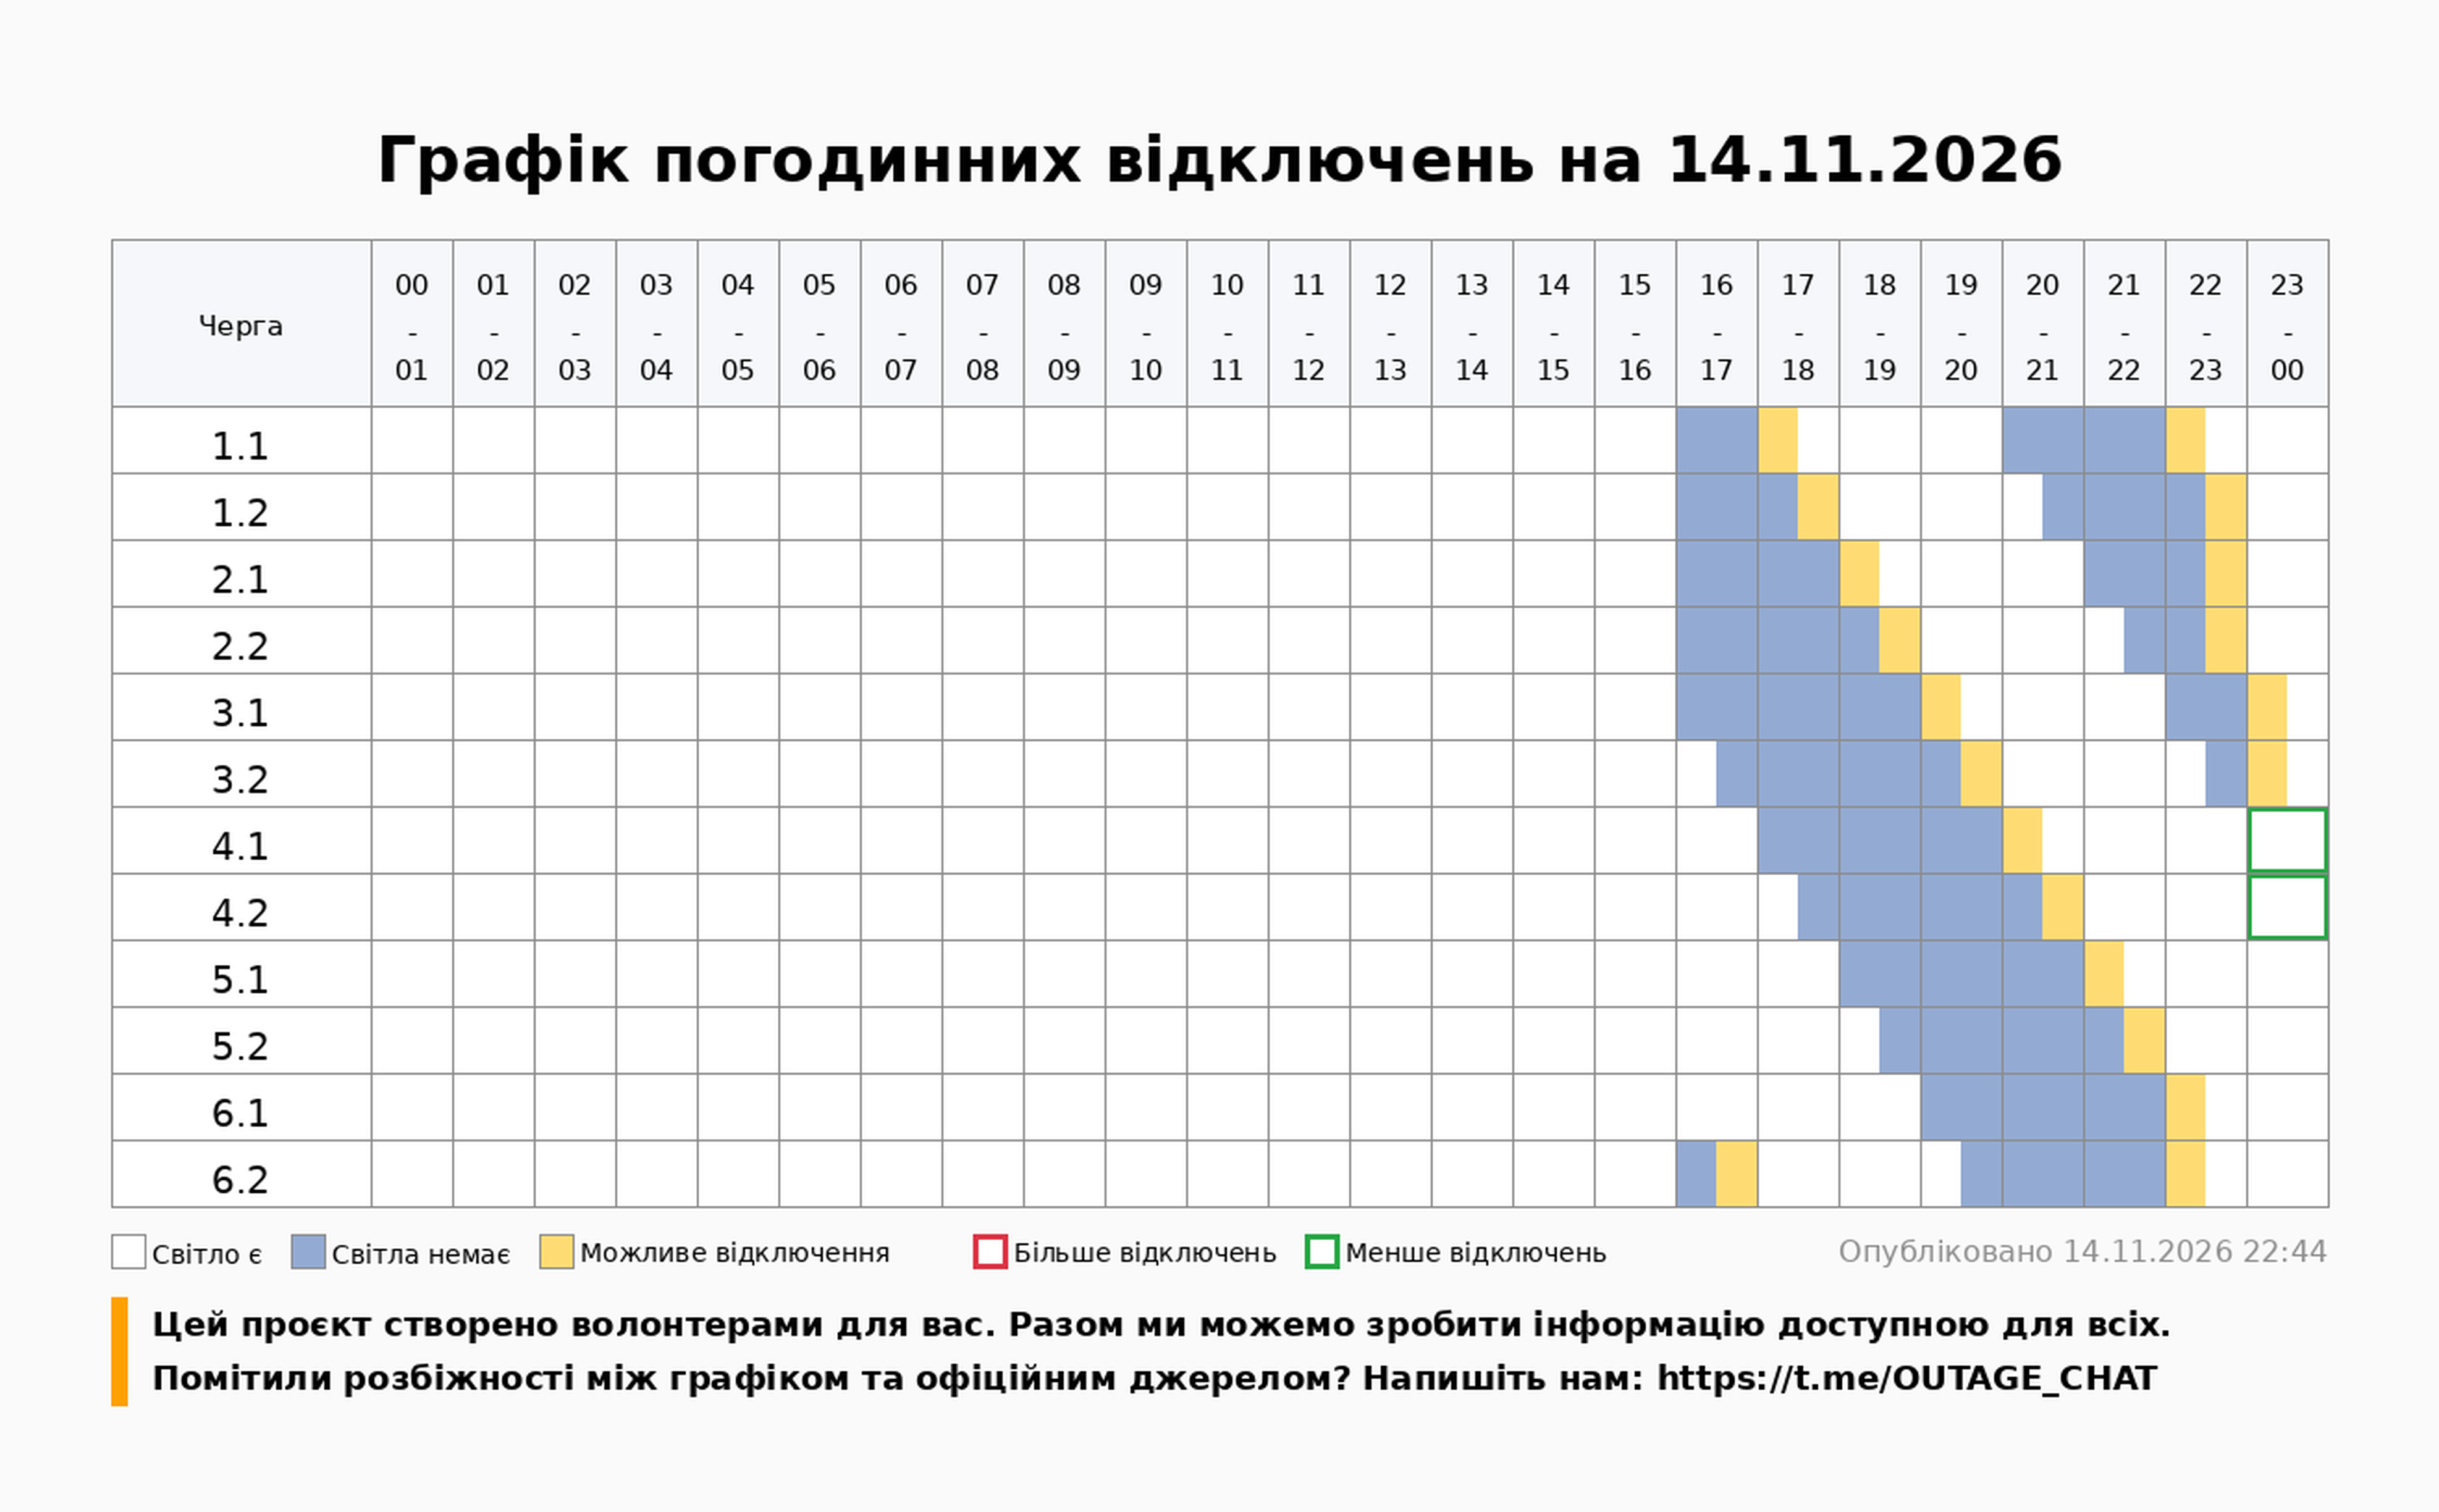 Графік погодинних відключень на 14.11.2026
Черга 00 - 01 01 - 02 02 - 03 03 - 04 04 - 05 05 - 06 06 - 07 07 - 08 08 - 09 09 - 10 10 - 11 11 - 12 12 - 13 13 - 14 14 - 15 15 - 16 16 - 17 17 - 18 18 - 19 19 - 20 20 - 21 21 - 22 22 - 23 23 - 00
1.1
1.2
2.1
2.2
3.1
3.2
4.1
4.2
5.1
5.2
6.1
6.2
Світло є Світла немає Можливе відключення Більше відключень Менше відключень Опубліковано 14.11.2026 22:44
Цей проєкт створено волонтерами для вас. Разом ми можемо зробити інформацію доступною для всіх.
Помітили розбіжності між графіком та офіційним джерелом? Напишіть нам: https://t.me/OUTAGE_CHAT